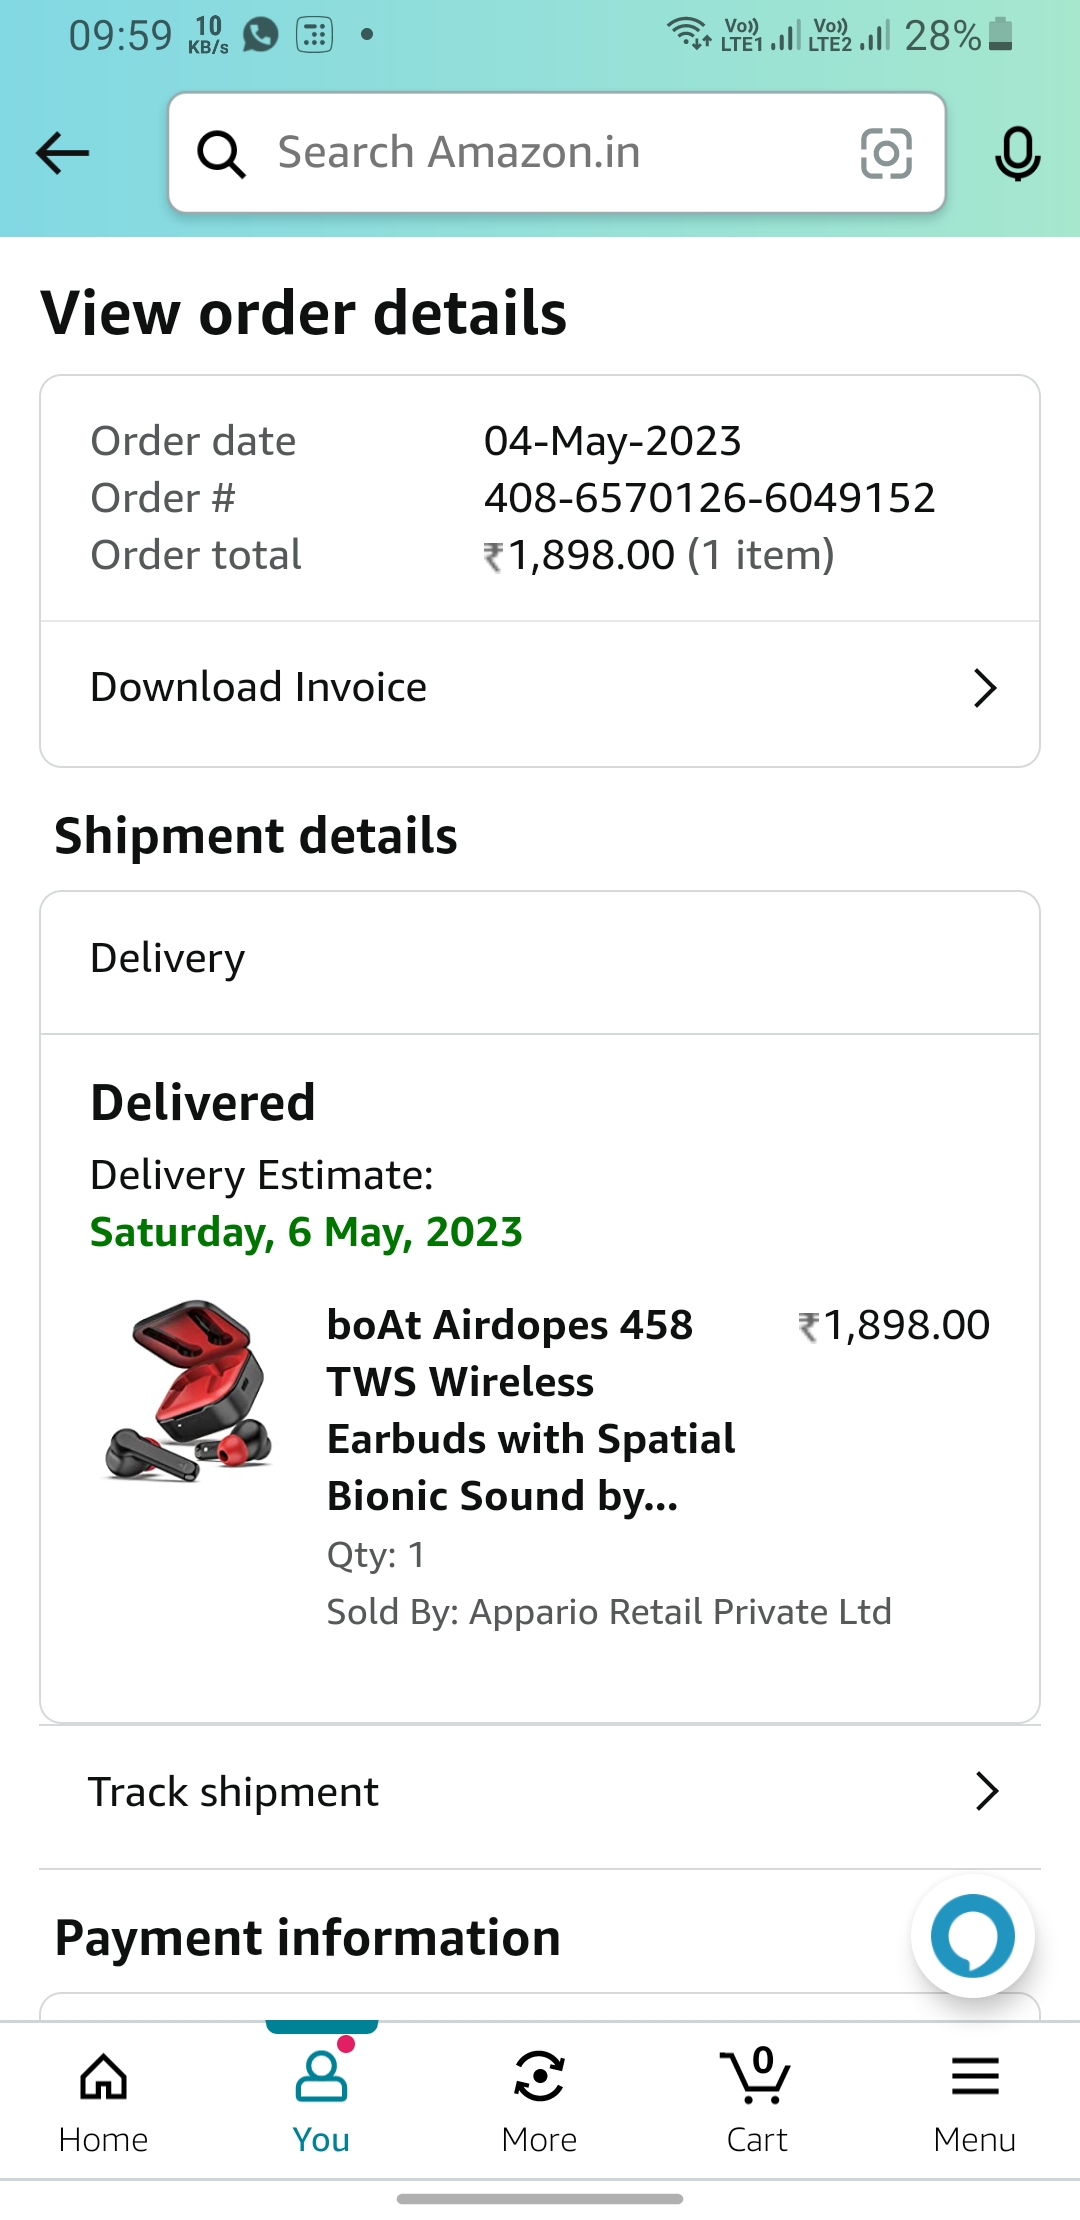 09:59 10 KB/s Vo)) LTE1 Vo)) LTE2 28%
Search Amazon.in
View order details
Order date 04-May-2023
Order # 408-6570126-6049152
Order total ₹1,898.00 (1 item)
Download Invoice
Shipment details
Delivery
Delivered
Delivery Estimate:
Saturday, 6 May, 2023
boAt Airdopes 458 ₹1,898.00
TWS Wireless
Earbuds with Spatial
Bionic Sound by...
Qty: 1
Sold By: Appario Retail Private Ltd
Track shipment
Payment information
0
Home You More Cart Menu